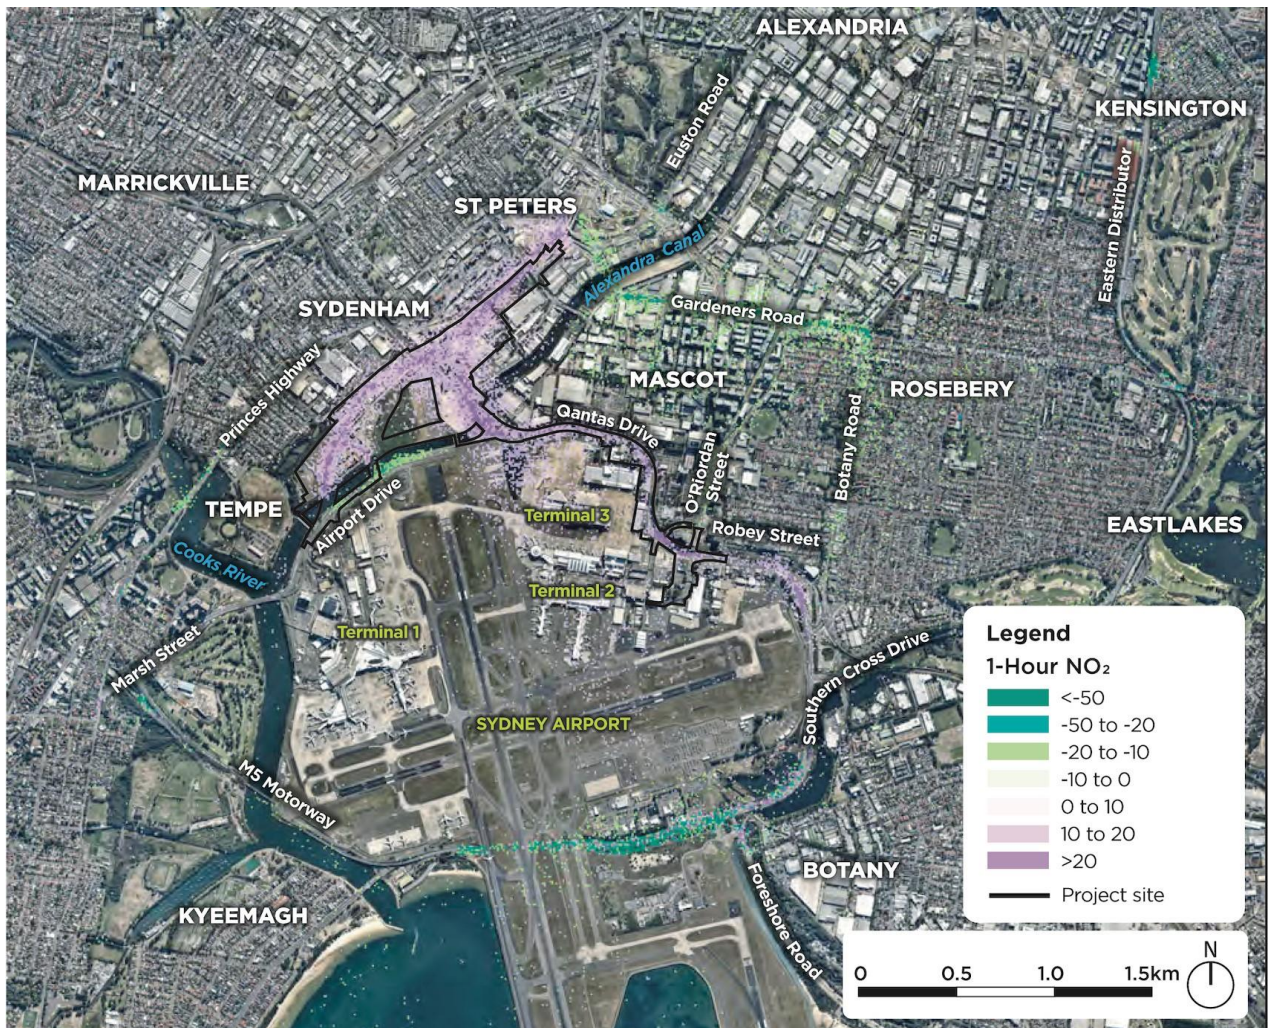 ALEXANDRIA
KENSINGTON
Euston Road
MARRICKVILLE
ST PETERS
Eastern Distributor
Alexandra Canal
SYDENHAM
Gardeners Road
MASCOT
ROSEBERY
Princes Highway
Qantas Drive
Botany Road
O'Riordan
Street
TEMPE
Airport Drive
Terminal 3
Robey Street
EASTLAKES
Cooks River
Terminal 2
Terminal 1
Marsh Street
Southern Cross Drive
SYDNEY AIRPORT
M5 Motorway
BOTANY
KYEEMAGH
Foreshore Road
Legend
1-Hour NO₂
<-50
-50 to -20
-20 to -10
-10 to 0
0 to 10
10 to 20
>20
Project site
0 0.5 1.0 1.5km
N